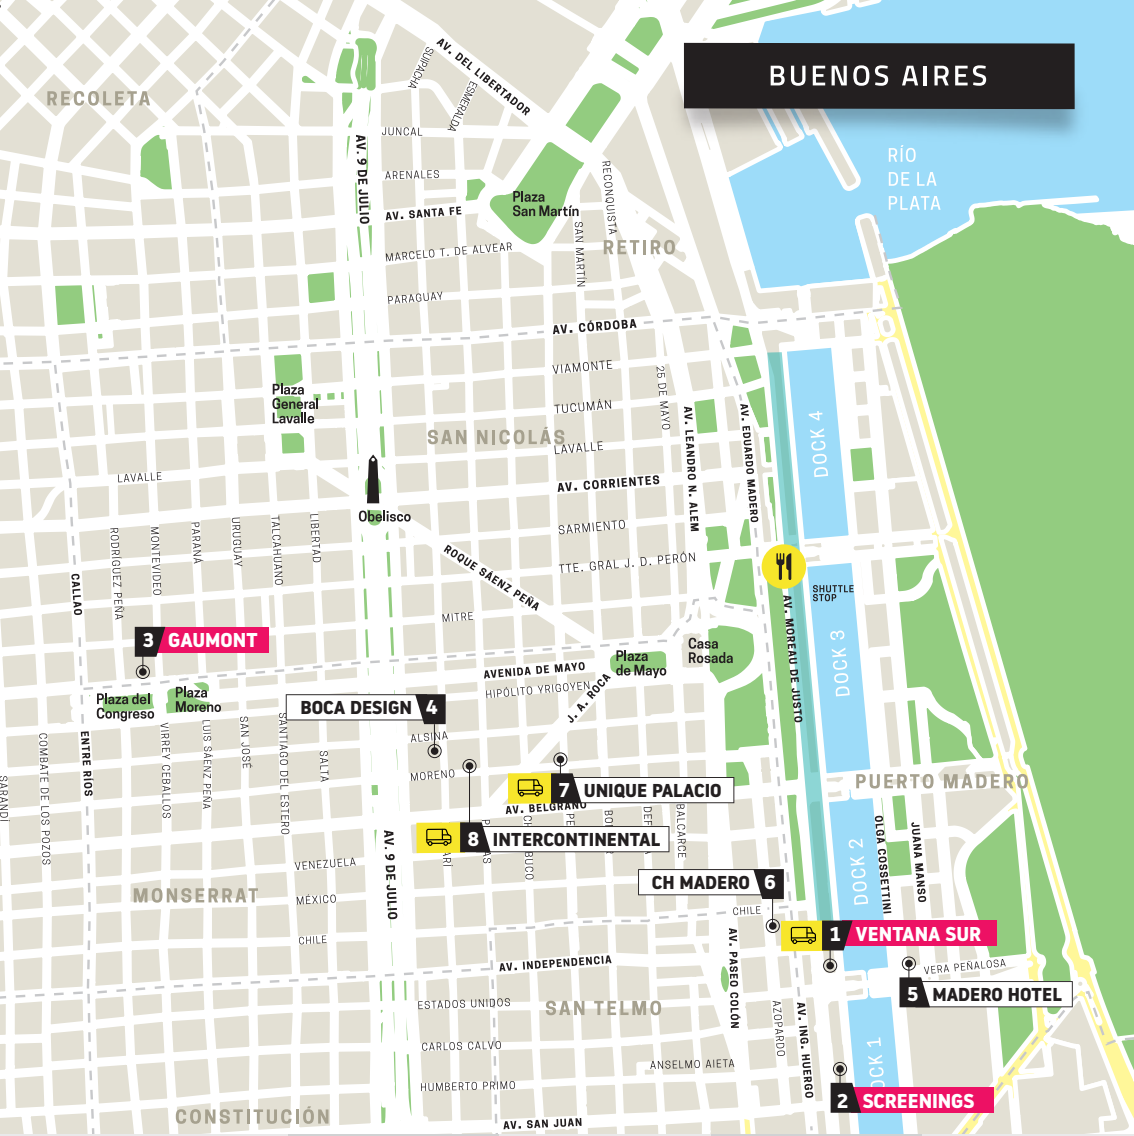 BUENOS AIRES
RECOLETA
SUIPACHA
AV. DEL LIBERTADOR
ESMERALDA
JUNCAL
AV. 9 DE JULIO
ARENALES
AV. SANTA FE
Plaza
San Martín
RECONQUISTA
SAN MARTÍN
RETIRO
RÍO
DE LA
PLATA
MARCELO T. DE ALVEAR
PARAGUAY
AV. CÓRDOBA
VIAMONTE
25 DE MAYO
TUCUMÁN
Plaza
General
Lavalle
SAN NICOLÁS
LAVALLE
AV. LEANDRO N. ALEM
AV. EDUARDO MADERO
DOCK 4
LAVALLE
AV. CORRIENTES
Obelisco
SARMIENTO
RODRÍGUEZ PEÑA
MONTEVIDEO
PARANÁ
URUGUAY
TALCAHUANO
LIBERTAD
ROQUE SÁENZ PEÑA
TTE. GRAL J. D. PERÓN
CALLAO
SHUTTLE
STOP
AV. MOREAU DE JUSTO
DOCK 3
MITRE
3 GAUMONT
Casa
Rosada
Plaza
de Mayo
AVENIDA DE MAYO
HIPÓLITO YRIGOYEN
J. A. ROCA
Plaza del
Congreso
Plaza
Moreno
BOCA DESIGN 4
ALSINA
MORENO
SARANDÍ
COMBATE DE LOS POZOS
ENTRE RÍOS
VIRREY CEBALLOS
LUIS SÁENZ PEÑA
SAN JOSÉ
SANTIAGO DEL ESTERO
SALTA
7 UNIQUE PALACIO
AV. BELGRANO
PUERTO MADERO
BALCARCE
8 INTERCONTINENTAL
AV. 9 DE JULIO
DOCK 2
OLGA COSSETTINI
JUANA MANSO
VENEZUELA
CH MADERO 6
MONSERRAT
MÉXICO
CHILE
CHILE
1 VENTANA SUR
AV. PASEO COLÓN
AV. INDEPENDENCIA
VERA PEÑALOSA
5 MADERO HOTEL
ESTADOS UNIDOS
SAN TELMO
AZOPARDO
AV. ING. HUERGO
CARLOS CALVO
ANSELMO AIETA
OCK 1
HUMBERTO PRIMO
2 SCREENINGS
CONSTITUCIÓN
AV. SAN JUAN